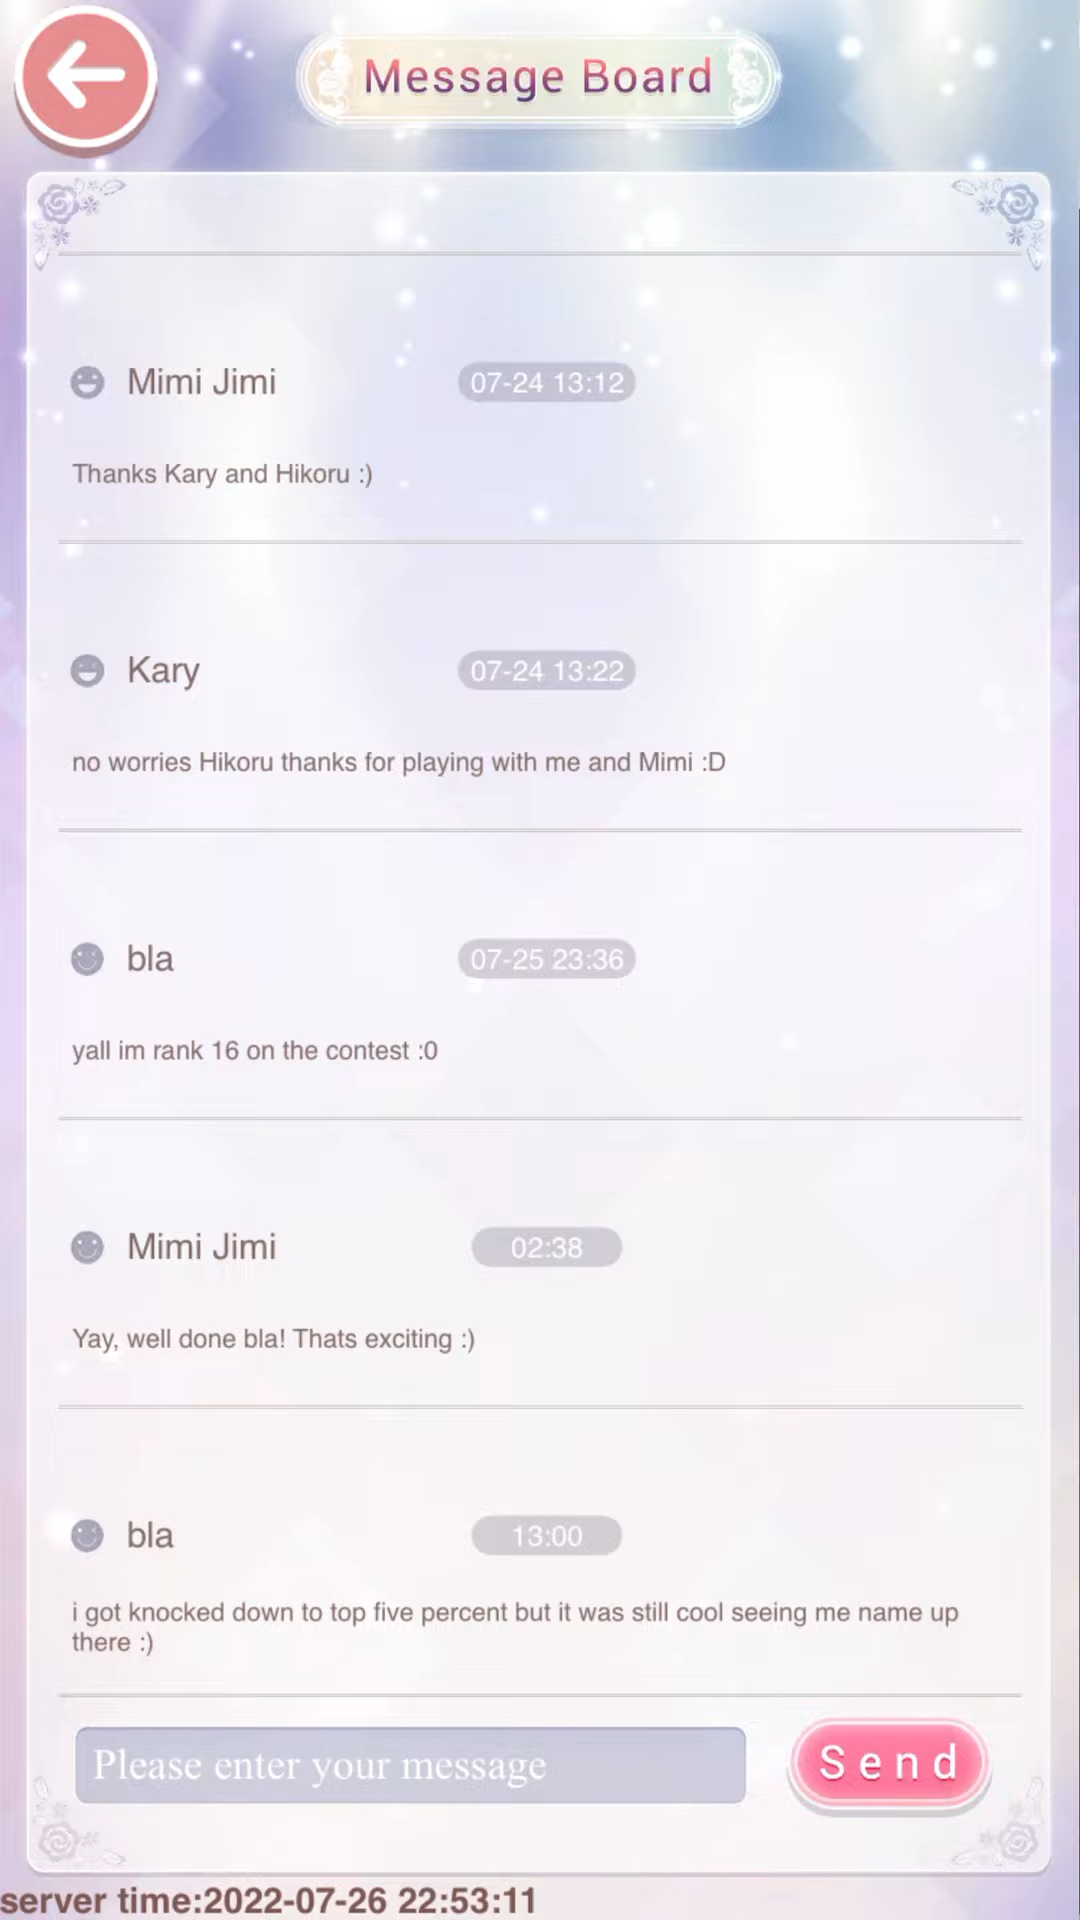 Message Board
Mimi Jimi 07-24 13:12
Thanks Kary and Hikoru :)
Kary 07-24 13:22
no worries Hikoru thanks for playing with me and Mimi :D
bla 07-25 23:36
yall im rank 16 on the contest :0
Mimi Jimi 02:38
Yay, well done bla! Thats exciting :)
bla 13:00
i got knocked down to top five percent but it was still cool seeing me name up
there :)
Please enter your message Send
server time:2022-07-26 22:53:11